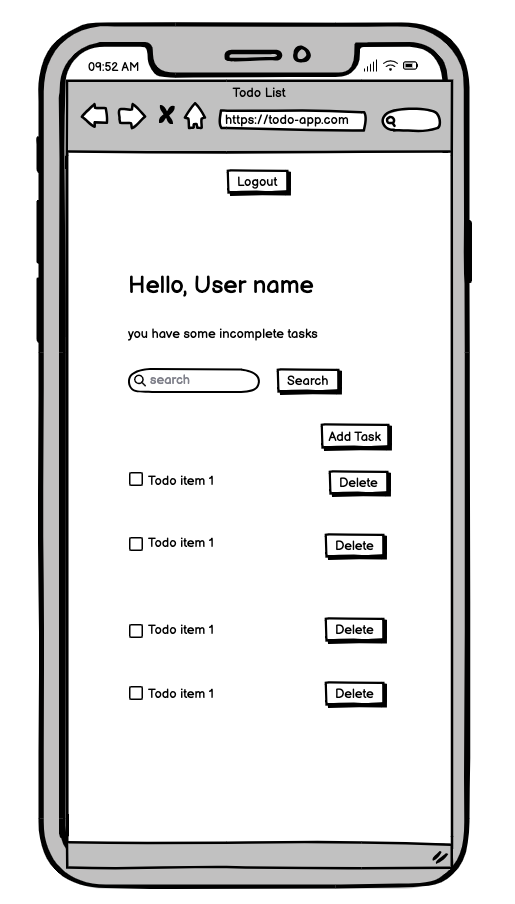 09:52 AM
Todo List
https://todo-app.com
Logout
Hello, User name
you have some incomplete tasks
search
Search
Add Task
Todo item 1
Delete
Todo item 1
Delete
Todo item 1
Delete
Todo item 1
Delete